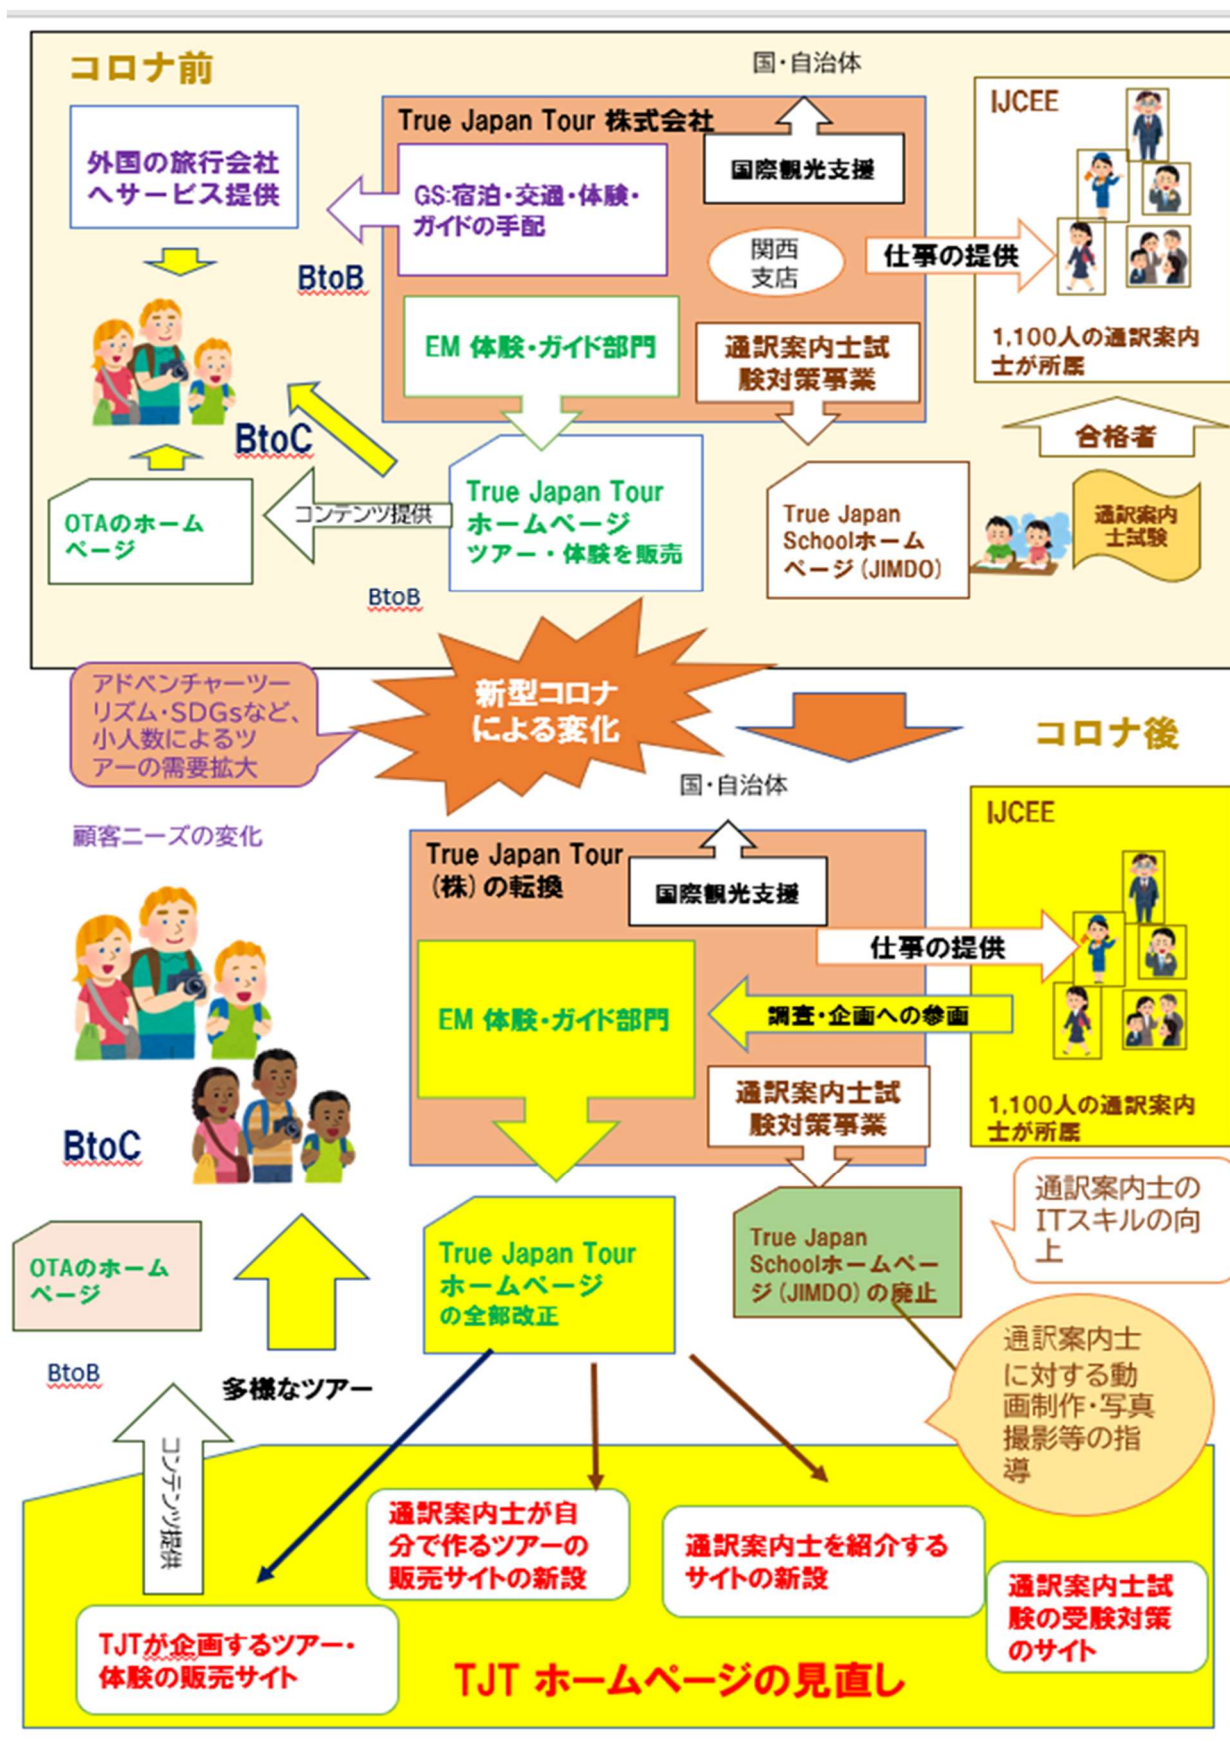 コロナ前
国・自治体
外国の旅行会社
へサービス提供
True Japan Tour 株式会社
国際観光支援
IJCEE
GS:宿泊・交通・体験・
ガイドの手配
関西
支店
仕事の提供
BtoB
EM 体験・ガイド部門
通訳案内士試
験対策事業
1,100人の通訳案内
士が所属
BtoC
合格者
OTAのホーム
ページ
コンテンツ提供
True Japan Tour
ホームページ
ツアー・体験を販売
True Japan
Schoolホーム
ページ(JIMDO)
通訳案内
士試験
BtoB
アドベンチャーツー
リズム・SDGsなど、
小人数によるツ
アーの需要拡大
新型コロナ
による変化
コロナ後
国・自治体
顧客ニーズの変化
True Japan Tour
(株)の転換
国際観光支援
IJCEE
仕事の提供
EM 体験・ガイド部門
調査・企画への参画
通訳案内士試
験対策事業
1,100人の通訳案内
士が所属
BtoC
通訳案内士の
ITスキルの向
上
OTAのホーム
ページ
True Japan Tour
ホームページ
の全部改正
True Japan
Schoolホームペー
ジ(JIMDO)の廃止
BtoB
多様なツアー
通訳案内士
に対する動
画制作・写真
撮影等の指
導
コンテンツ提供
通訳案内士が自
分で作るツアーの
販売サイトの新設
通訳案内士を紹介する
サイトの新設
通訳案内士試
験の受験対策
のサイト
TJTが企画するツアー・
体験の販売サイト
TJT ホームページの見直し